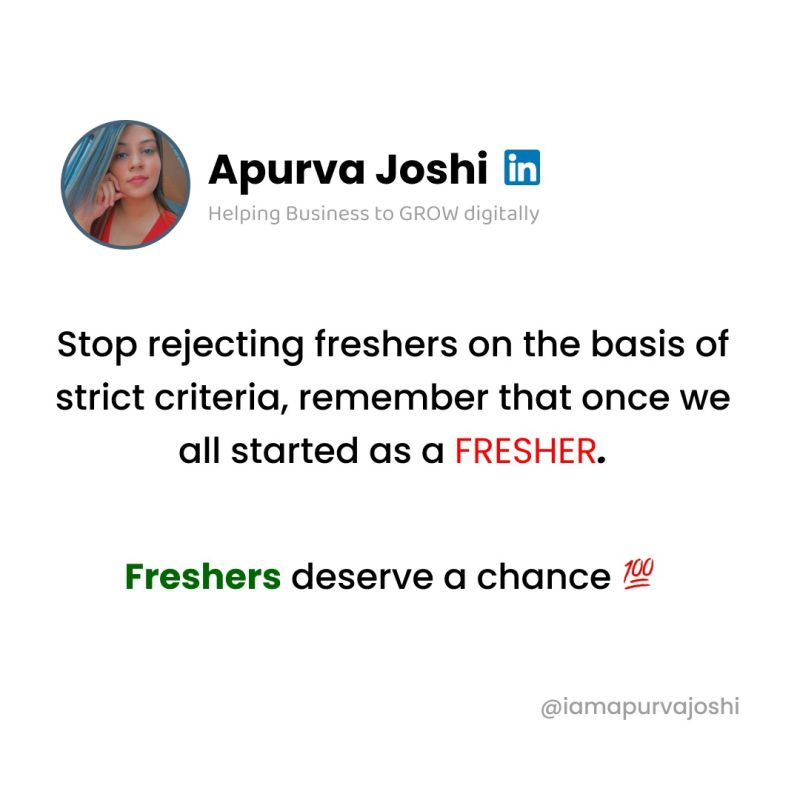 Apurva Joshi in
Helping Business to GROW digitally
Stop rejecting freshers on the basis of
strict criteria, remember that once we
all started as a FRESHER.
Freshers deserve a chance 💯
@iamapurvajoshi